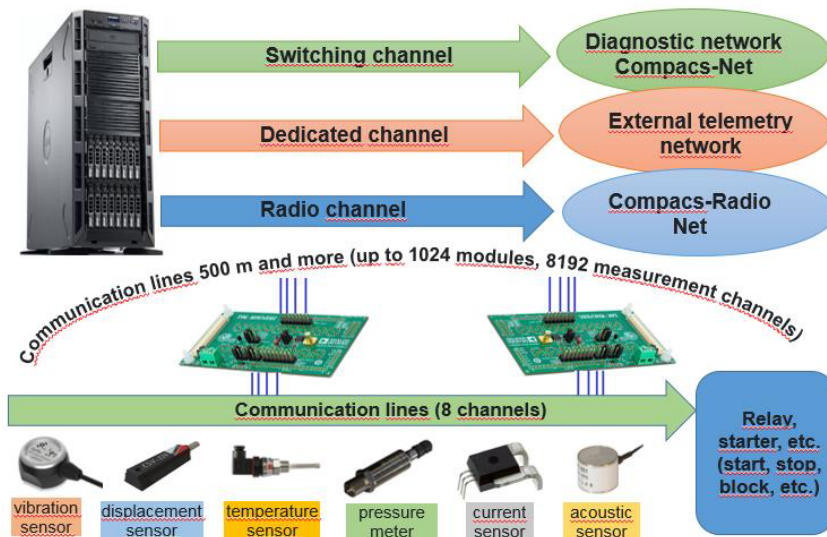 Switching channel
Diagnostic network
Compacs-Net
Dedicated channel
External telemetry
network
Radio channel
Compacs-Radio
Net
Communication lines 500 m and more (up to 1024 modules, 8192 measurement channels)
Communication lines (8 channels)
Relay,
starter, etc.
(start, stop,
block, etc.)
vibration
sensor
displacement
sensor
temperature
sensor
pressure
meter
current
sensor
acoustic
sensor